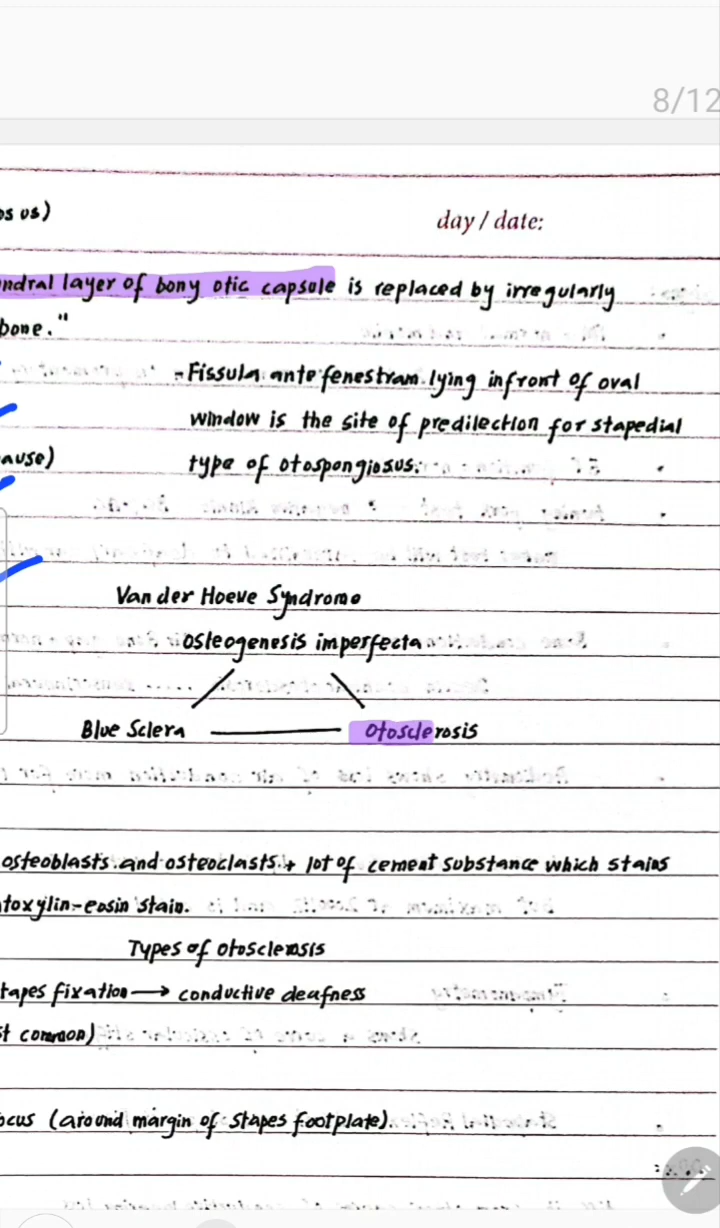 8/12
os us)
day / date:
ndral layer of bony otic capsule is replaced by irregularly
bone."
- Fissula ante fenestram lying infront of oval
window is the site of predilection for stapedial
ause)
type of otospongiosus.
Van der Hoeve Syndrome
Osteogenesis imperfecta
Blue Sclera
Otosclerosis
osteoblasts and osteoclasts + lot of cement substance which stains
toxylin-eosin stain.
Types of otosclerosis
tapes fixation → conductive deafness
t common)
ocus (around margin of stapes footplate).